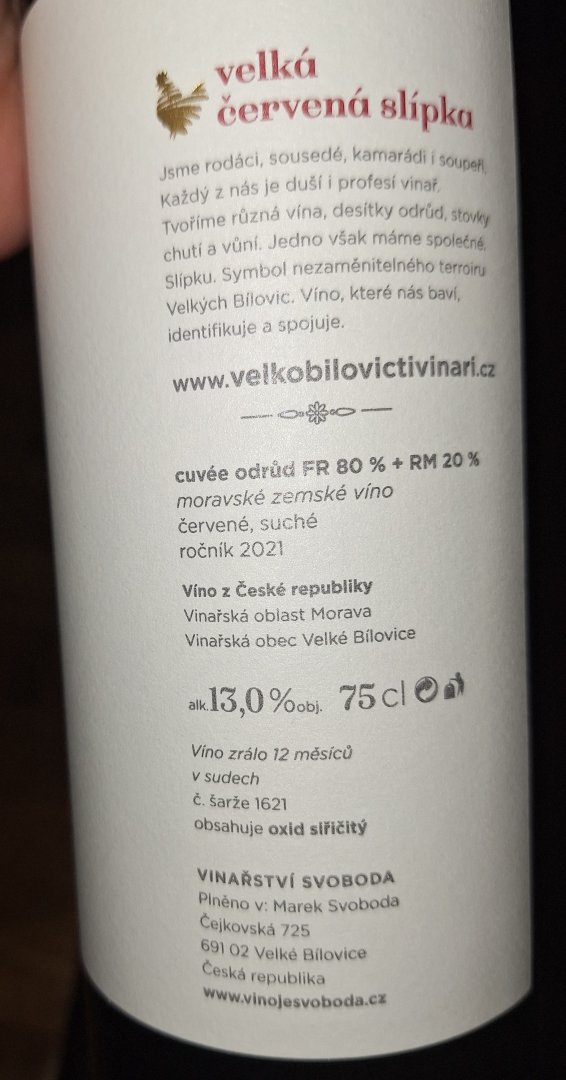 velká
červená slípka
Jsme rodáci, sousedé, kamarádi i soupeři.
Každý z nás je duší i profesí vinař.
Tvoříme různá vína, desítky odrůd, stovky
chutí a vůní. Jedno však máme společné.
Slípku. Symbol nezaměnitelného terroiru
Velkých Bílovic. Víno, které nás baví,
identifikuje a spojuje.
www.velkobilovictivinari.cz
cuvée odrůd FR 80 % + RM 20 %
moravské zemské víno
červené, suché
ročník 2021
Víno z České republiky
Vinařská oblast Morava
Vinařská obec Velké Bílovice
alk. 13,0 % obj. 75 cl
Víno zrálo 12 měsíců
v sudech
č. šarže 1621
obsahuje oxid siřičitý
VINAŘSTVÍ SVOBODA
Plněno v: Marek Svoboda
Čejkovská 725
691 02 Velké Bílovice
Česká republika
www.vinojesvoboda.cz